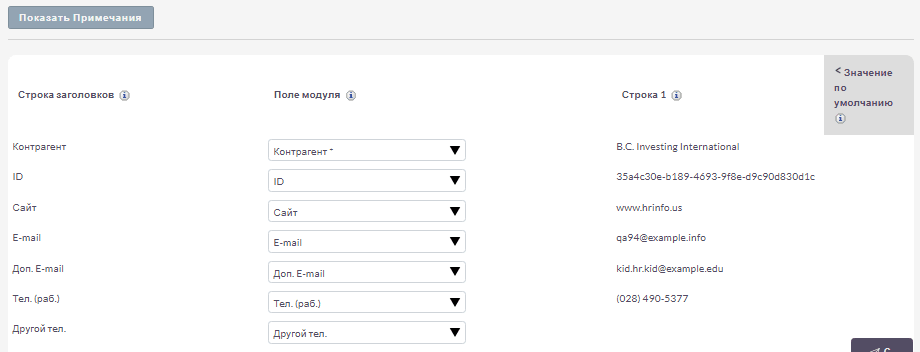 Показать Примечания
Строка заголовков Поле модуля Строка 1 < Значение
по
умолчанию
Контрагент Контрагент * B.C. Investing International
ID ID 35a4c30e-b189-4693-9f8e-d9c90d830d1c
Сайт Сайт www.hrinfo.us
E-mail E-mail qa94@example.info
Доп. E-mail Доп. E-mail kid.hr.kid@example.edu
Тел. (раб.) Тел. (раб.) (028) 490-5377
Другой тел. Другой тел.